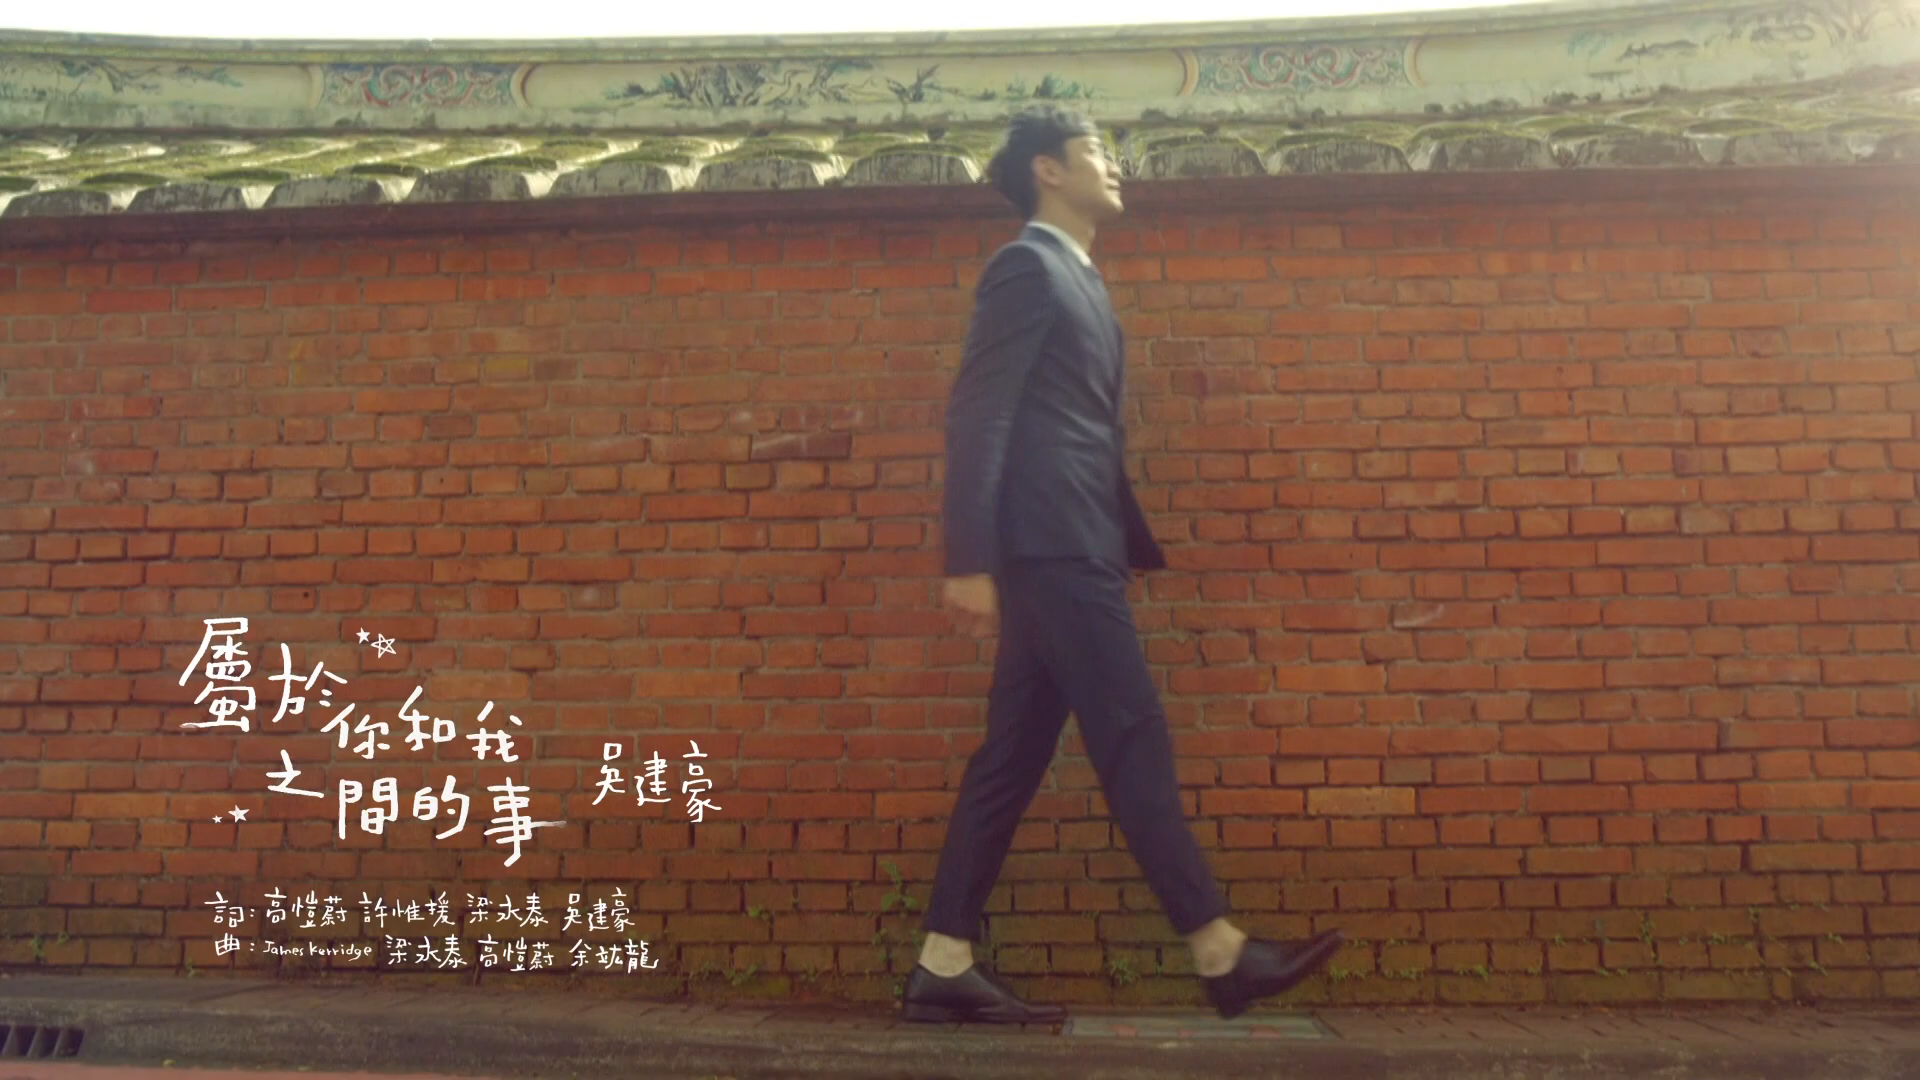 屬於你和我
之間的事
吳建豪
詞：高愷蔚 許惟援 梁永泰 吳建豪
曲：James Kerridge 梁永泰 高愷蔚 余竑龍